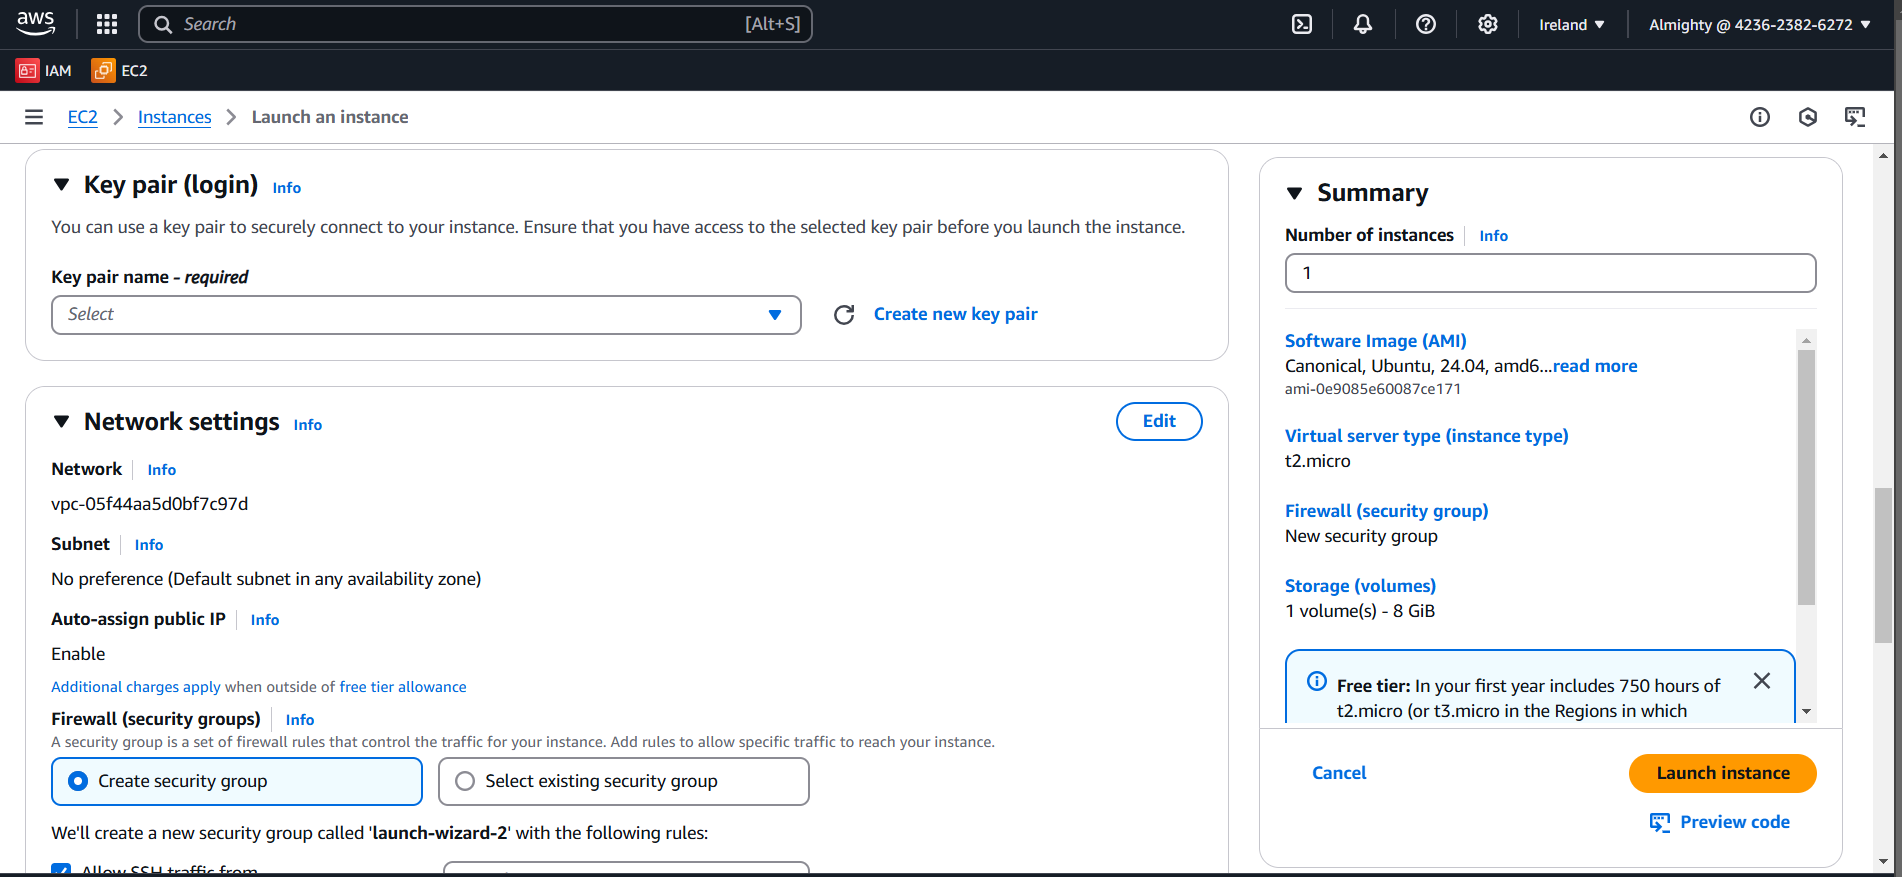 aws
Search [Alt+S]
Ireland
Almighty @ 4236-2382-6272
IAM
EC2
EC2
Instances
Launch an instance
Key pair (login) Info
You can use a key pair to securely connect to your instance. Ensure that you have access to the selected key pair before you launch the instance.
Key pair name - required
Select
Create new key pair
Network settings Info
Edit
Network Info
vpc-05f44aa5d0bf7c97d
Subnet Info
No preference (Default subnet in any availability zone)
Auto-assign public IP Info
Enable
Additional charges apply when outside of free tier allowance
Firewall (security groups) Info
A security group is a set of firewall rules that control the traffic for your instance. Add rules to allow specific traffic to reach your instance.
Create security group
Select existing security group
We'll create a new security group called 'launch-wizard-2' with the following rules:
Allow SSH traffic from
Summary
Number of instances Info
1
Software Image (AMI)
Canonical, Ubuntu, 24.04, amd6...read more
ami-0e9085e60087ce171
Virtual server type (instance type)
t2.micro
Firewall (security group)
New security group
Storage (volumes)
1 volume(s) - 8 GiB
Free tier: In your first year includes 750 hours of
t2.micro (or t3.micro in the Regions in which
Cancel
Launch instance
Preview code